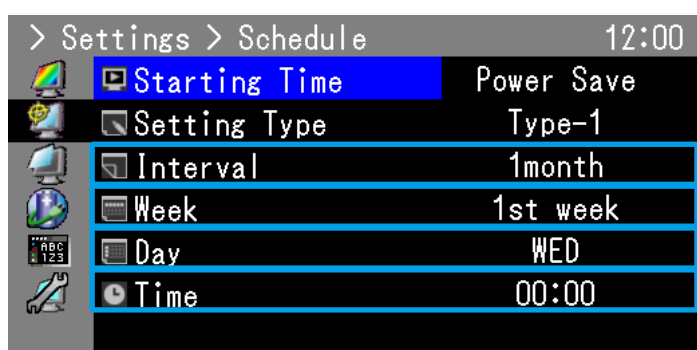 > Settings > Schedule 12:00
Starting Time Power Save
Setting Type Type-1
Interval 1month
Week 1st week
Day WED
ABC
123
Time 00:00